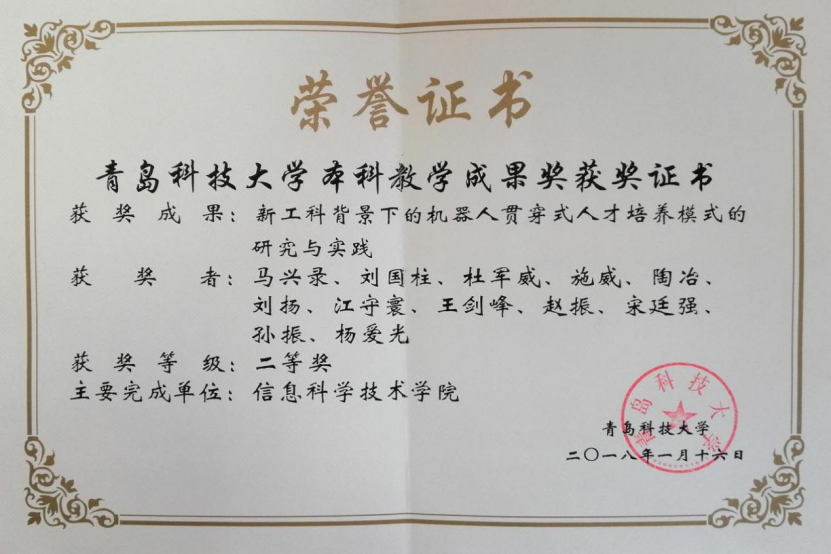 荣誉证书
青岛科技大学本科教学成果奖获奖证书
获奖成果：新工科背景下的机器人贯穿式人才培养模式的
研究与实践
获奖者：马兴录、刘国柱、杜军威、施威、陶冶、
刘扬、江守寰、王剑峰、赵振、宋廷强、
孙振、杨爱光
获奖等级：二等奖
主要完成单位：信息科学技术学院
青岛科技大学
青岛科技大学
二〇一八年一月十六日